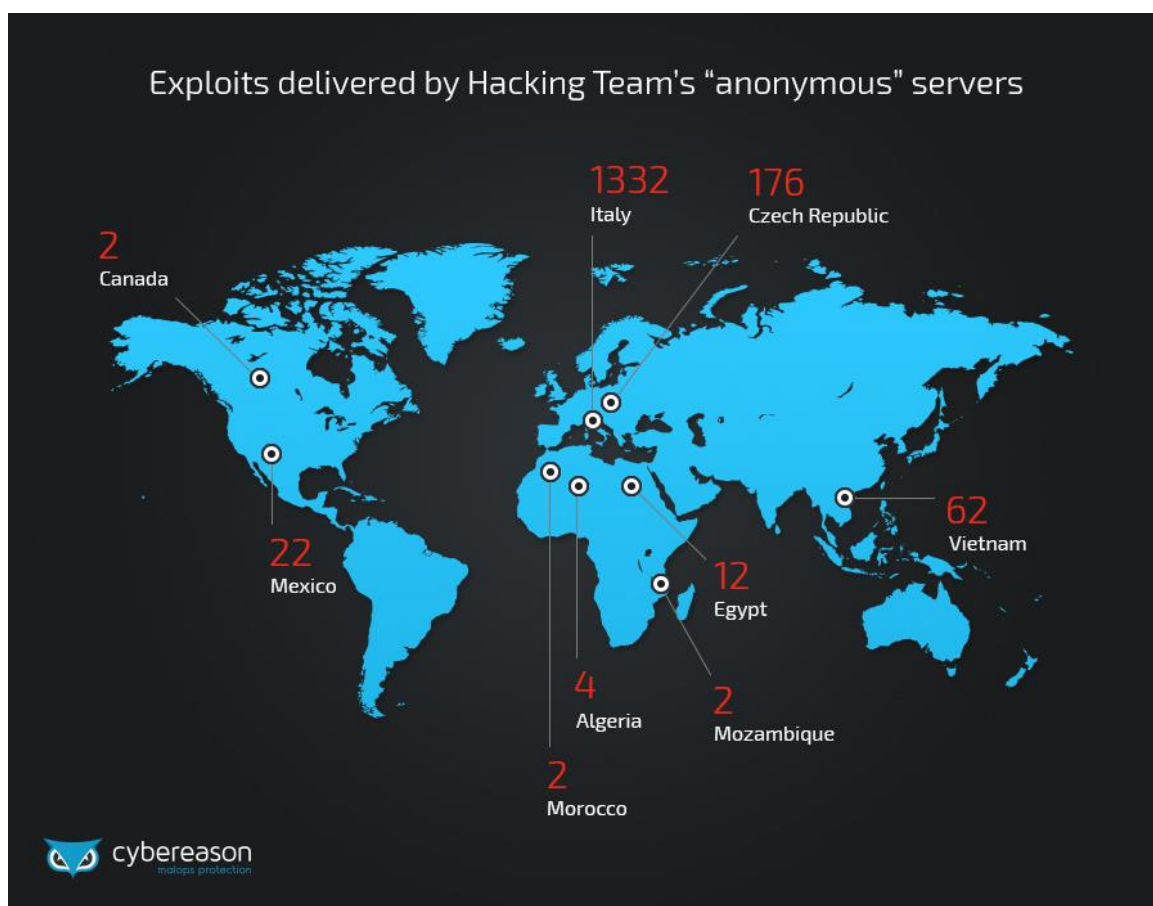 Exploits delivered by Hacking Team's “anonymous” servers
1332
Italy
176
Czech Republic
2
Canada
22
Mexico
62
Vietnam
12
Egypt
4
Algeria
2
Mozambique
2
Morocco
cybereason
malops protection